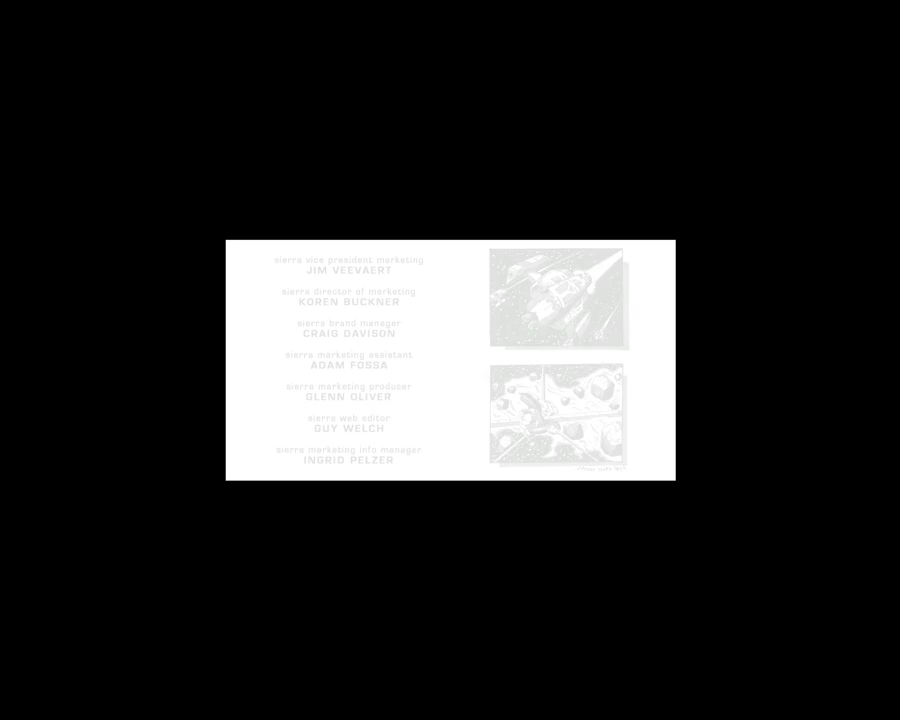 sierra vice president marketing
JIM VEEVAERT
sierra director of marketing
KOREN BUCKNER
sierra brand manager
CRAIG DAVISON
sierra marketing assistant
ADAM FOSSA
sierra marketing producer
GLENN OLIVER
sierra web editor
GUY WELCH
sierra marketing info manager
INGRID PELZER